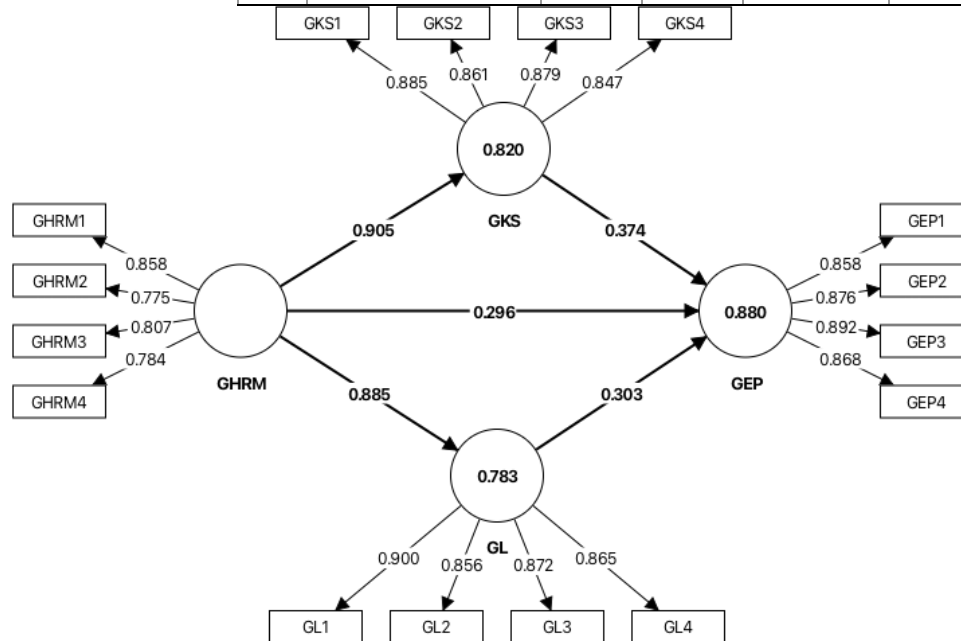 GKS1 GKS2 GKS3 GKS4
0.885 0.861 0.879 0.847
0.820
GKS
GHRM1
GHRM2
GHRM3
GHRM4
0.858
0.775
0.807
0.784
GHRM
0.905
0.296
0.885
0.374
0.303
0.880
GEP
0.858
0.876
0.892
0.868
GEP1
GEP2
GEP3
GEP4
0.783
GL
0.900 0.856 0.872 0.865
GL1 GL2 GL3 GL4